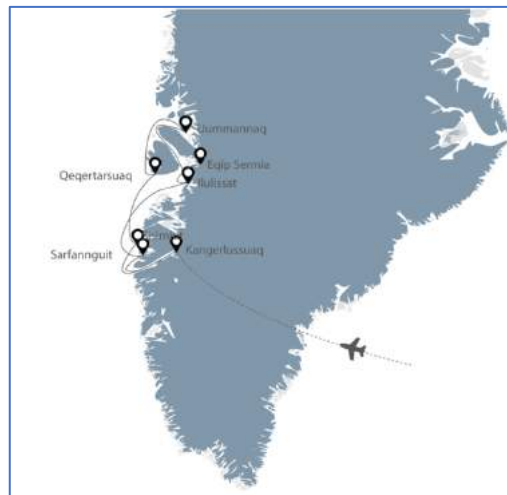 Uummannaq
Eqip Sermia
Qeqertarsuaq
Ilulissat
Sarfannguit
Kangerlussuaq